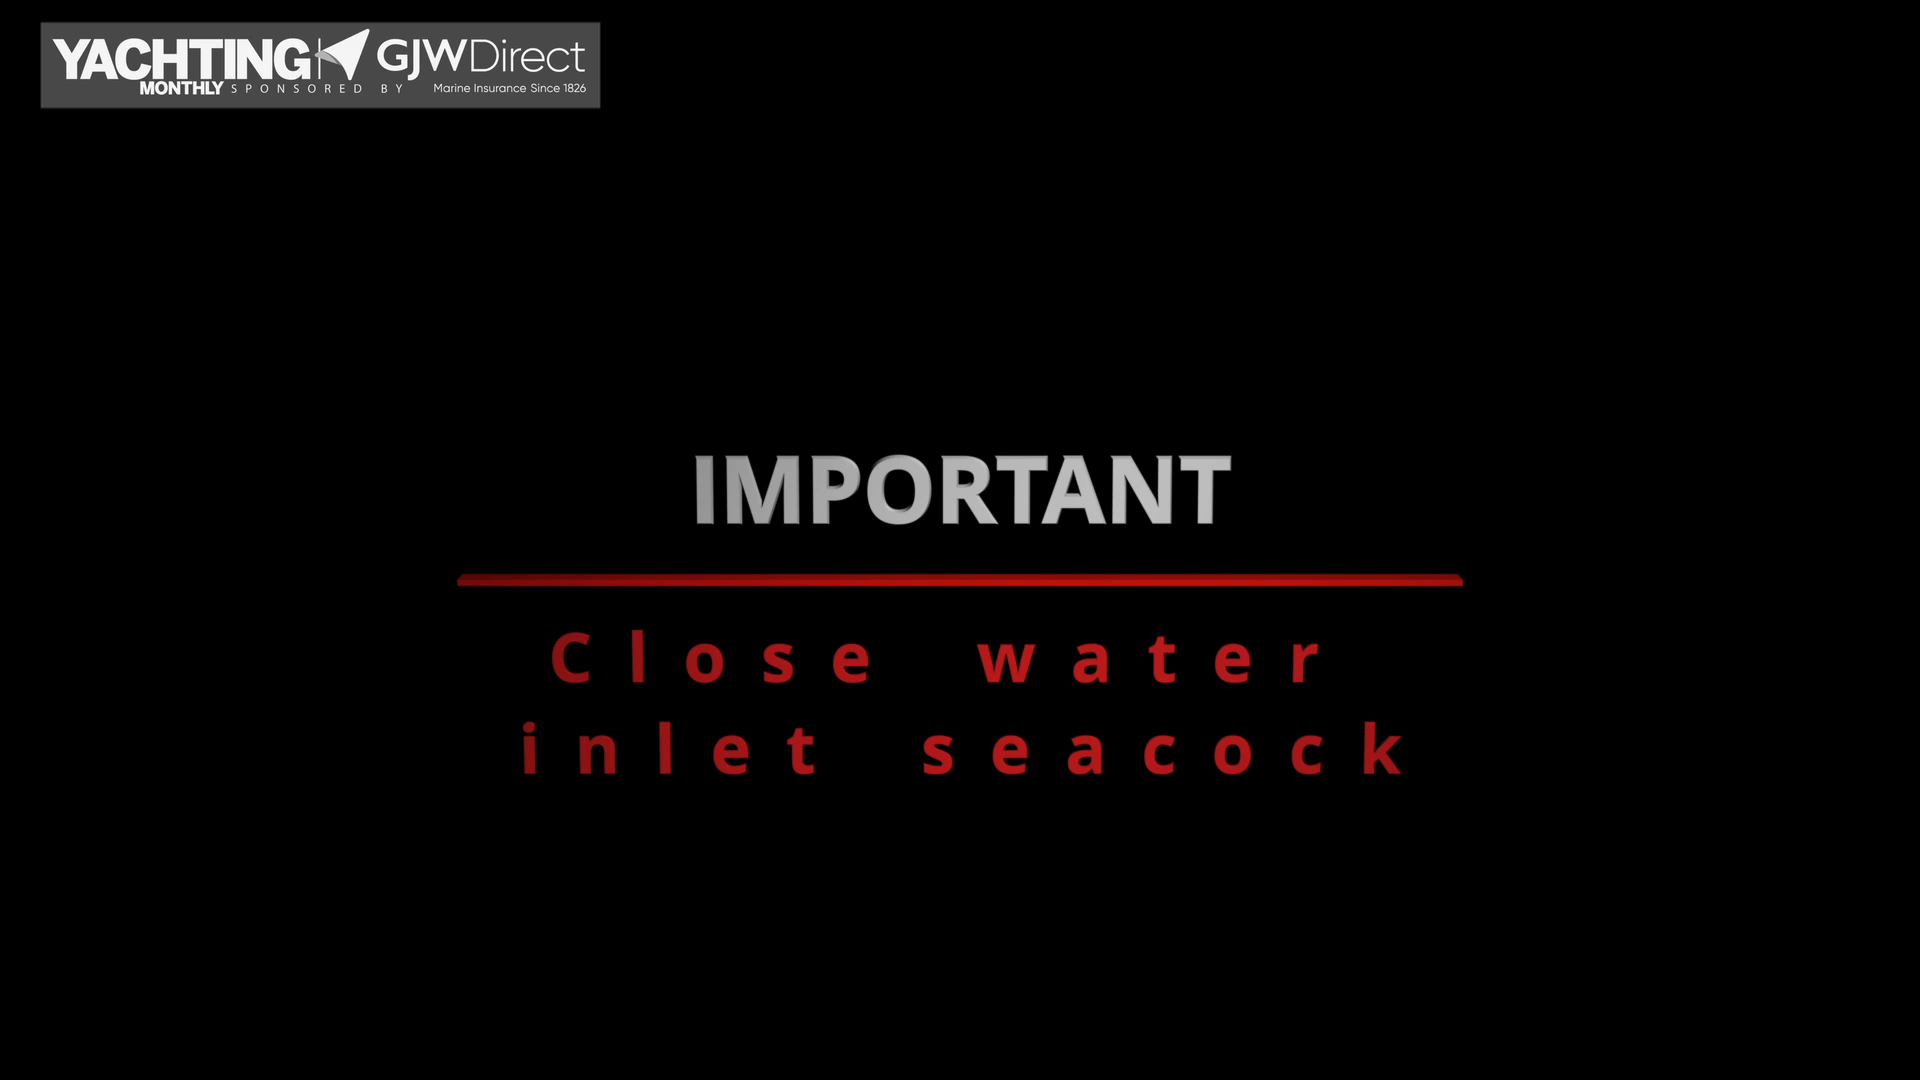 YACHTING GJWDirect
MONTHLY SPONSORED BY Marine Insurance Since 1826
IMPORTANT
Close water
inlet seacock